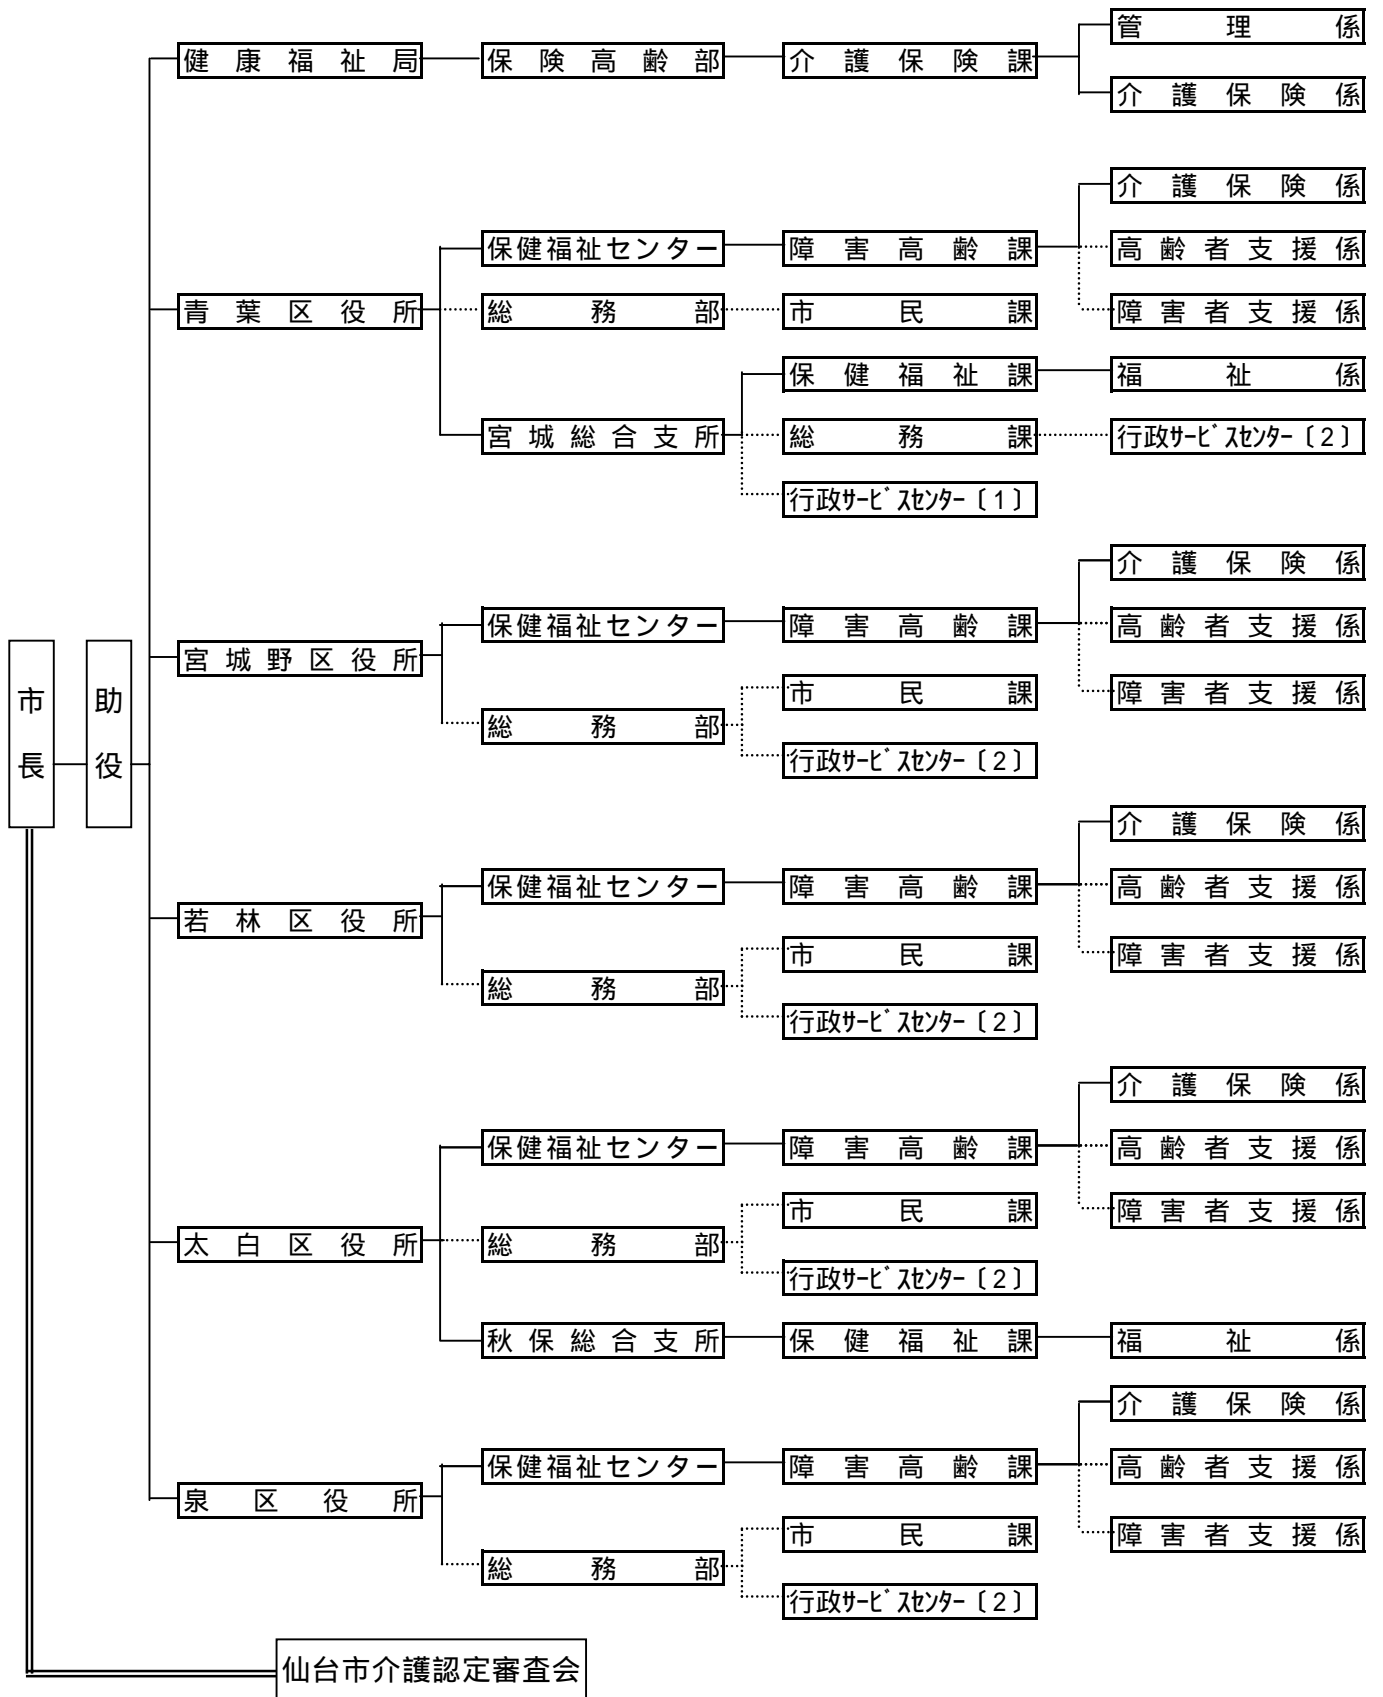 市長
助役
健康福祉局
保険高齢部
介護保険課
管理係
介護保険係
青葉区役所
保健福祉センター
障害高齢課
介護保険係
高齢者支援係
障害者支援係
総務部
市民課
宮城総合支所
保健福祉課
福祉係
総務課
行政サービスセンター〔2〕
行政サービスセンター〔1〕
宮城野区役所
保健福祉センター
障害高齢課
介護保険係
高齢者支援係
障害者支援係
総務部
市民課
行政サービスセンター〔2〕
若林区役所
保健福祉センター
障害高齢課
介護保険係
高齢者支援係
障害者支援係
総務部
市民課
行政サービスセンター〔2〕
太白区役所
保健福祉センター
障害高齢課
介護保険係
高齢者支援係
障害者支援係
総務部
市民課
行政サービスセンター〔2〕
秋保総合支所
保健福祉課
福祉係
泉区役所
保健福祉センター
障害高齢課
介護保険係
高齢者支援係
障害者支援係
総務部
市民課
行政サービスセンター〔2〕
仙台市介護認定審査会